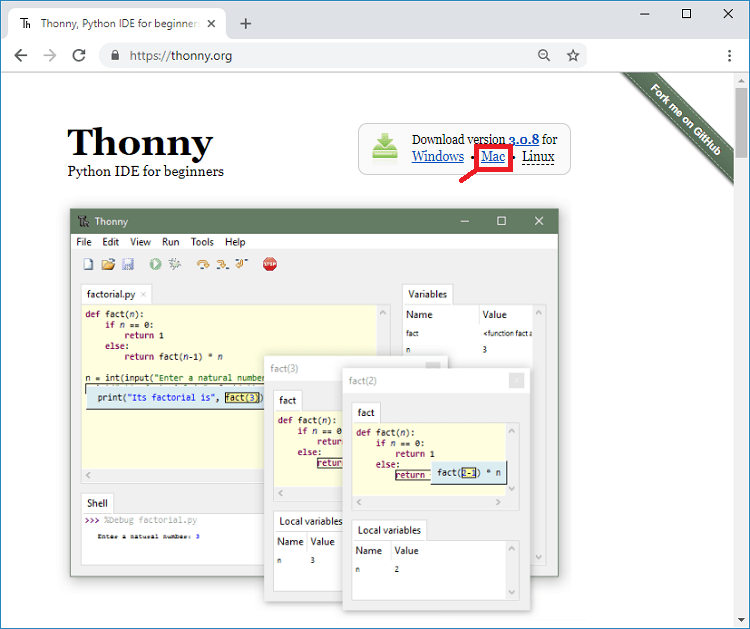 Thonny, Python IDE for beginner
https://thonny.org
Fork me on GitHub
Thonny
Python IDE for beginners
Download version 3.0.8 for
Windows • Mac • Linux
Thonny
File Edit View Run Tools Help
STOP
factorial.py
def fact(n):
if n == 0:
return 1
else:
return fact(n-1) * n
n = int(input("Enter a natural number
print("Its factorial is", fact(3))
Variables
Name Value
fact <function fact a
n 3
Shell
>>> %Debug factorial.py
Enter a natural number: 3
fact(3)
fact
def fact(n):
if n == 0
retur
else:
retur
Local variables
Name Value
n 3
fact(2)
fact
def fact(n):
if n == 0:
return 1
else:
return fact(2-1) * n
Local variables
Name Value
n 2